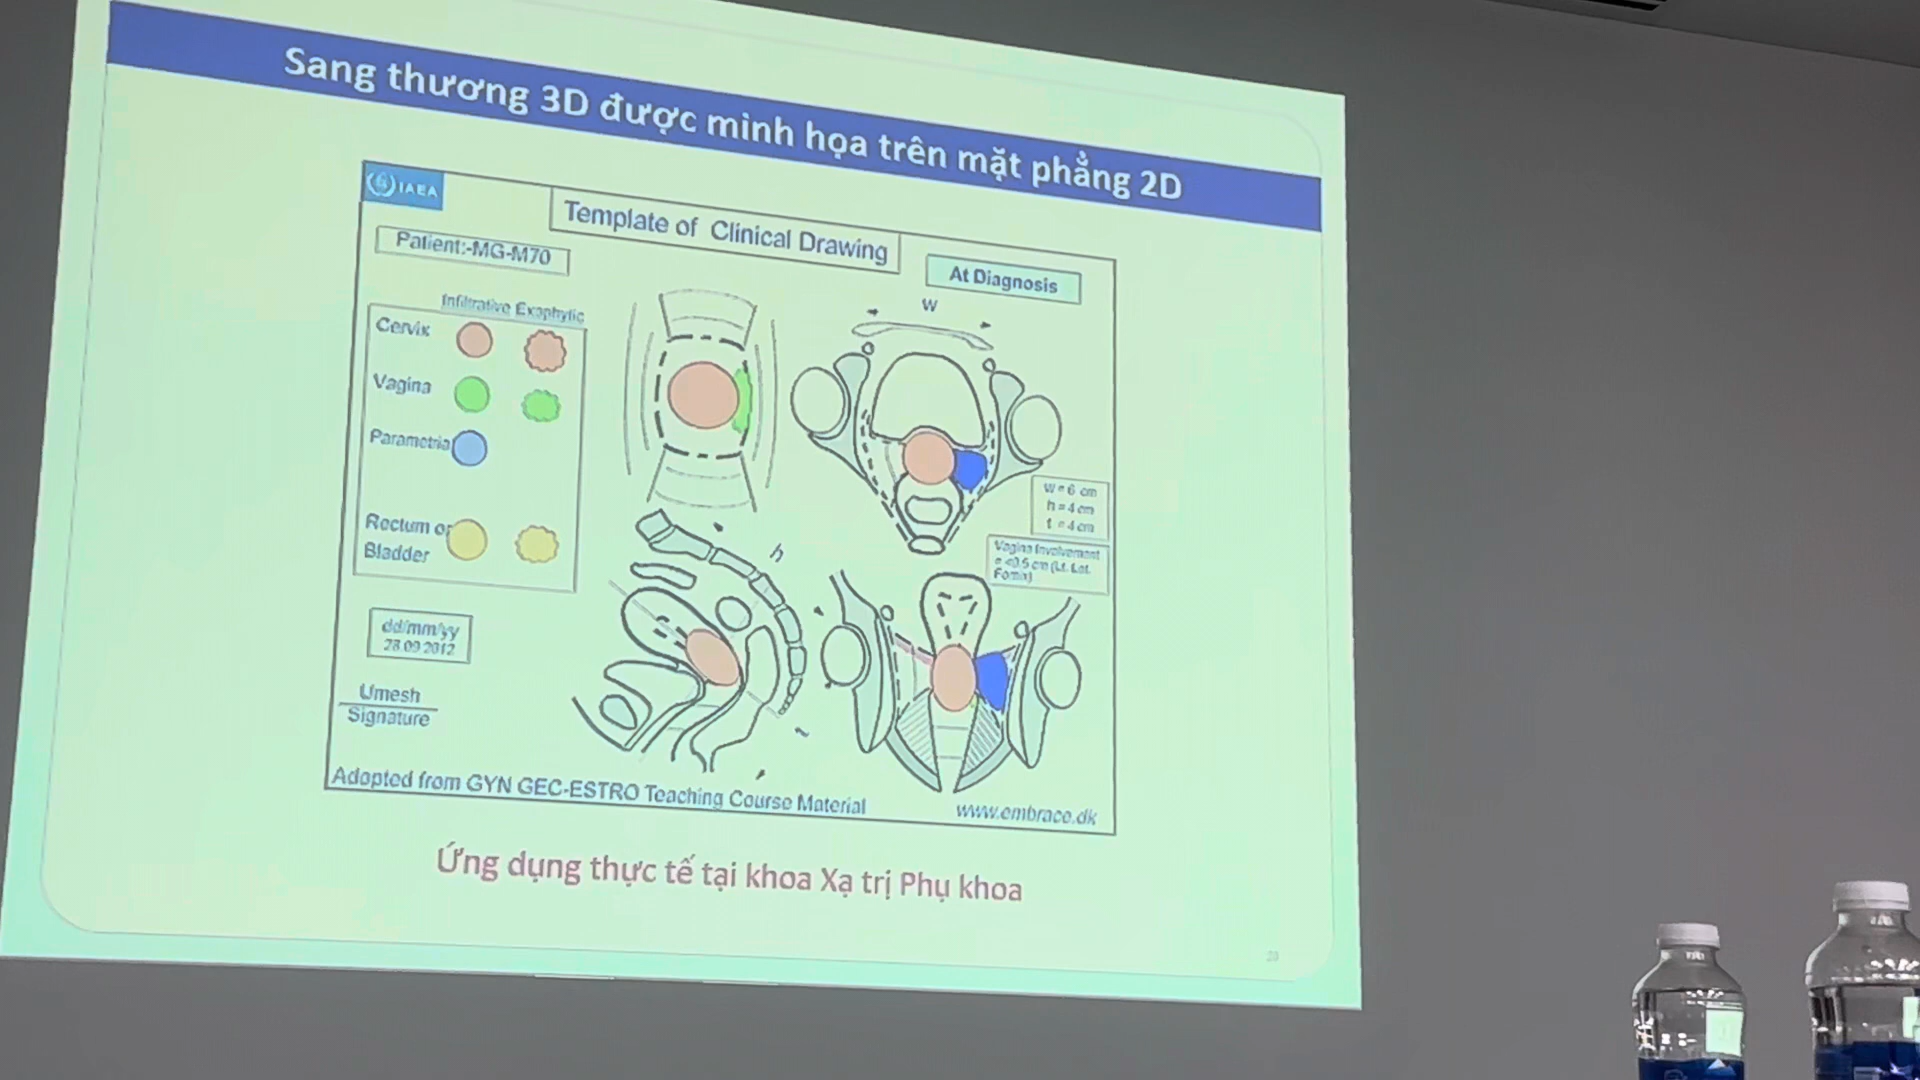 Sang thương 3D được minh họa trên mặt phẳng 2D
IAEA
Template of Clinical Drawing
Patient:-MG-M70
At Diagnosis
Infiltrative Exophytic
Cervix
Vagina
Parametria
Rectum or
Bladder
w
h
w = 6 cm
h = 4 cm
t = 4 cm
Vagina Involvement
= <0.5 cm (Lt. Lat.
Fornix)
dd/mm/yy
28.09.2012
Umesh
Signature
Adopted from GYN GEC-ESTRO Teaching Course Material
www.embrace.dk
Ứng dụng thực tế tại khoa Xạ trị Phụ khoa